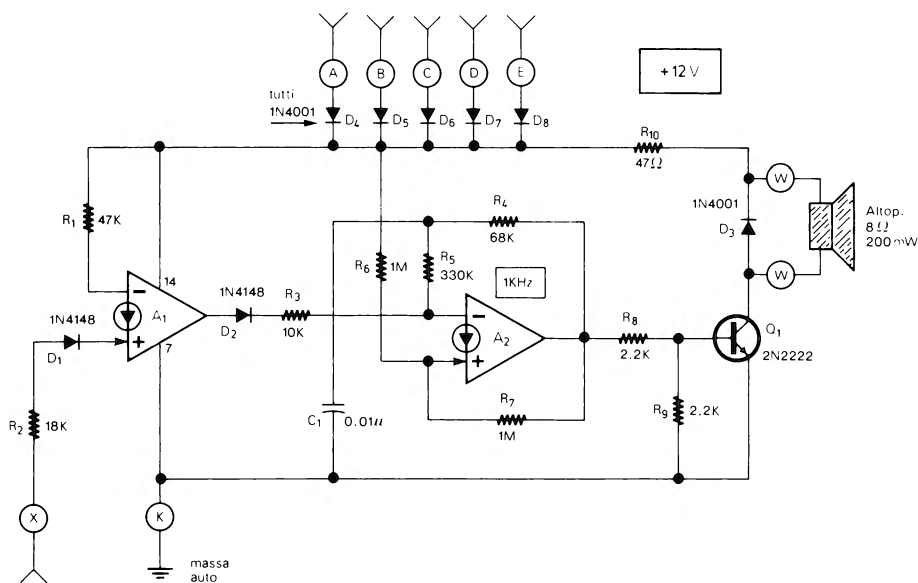 A
B
C
D
E
+12 V
tutti
1N4001
D4
D5
D6
D7
D8
R10
47Ω
W
1N4001
D3
Altop.
8Ω
200mW
W
R1
47K
R4
68K
R6
1M
R5
330K
1KHz
14
−
A1
+
7
1N4148
D1
1N4148
D2
R3
10K
−
A2
+
R8
2.2K
Q1
2N2222
R7
1M
R9
2.2K
C1
0.01µ
R2
18K
X
K
massa
auto